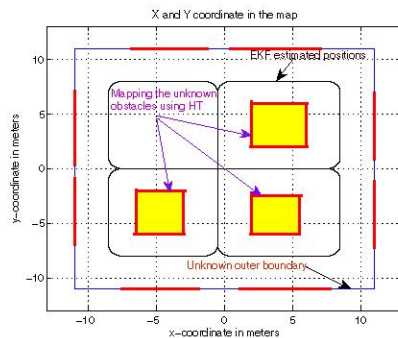 X and Y coordinate in the map
EKF estimated positions
Mapping the unknown
obstacles using HT
Unknown outer boundary
10
5
0
−5
−10
−10
−5
0
5
10
y−coordinate in meters
x−coordinate in meters